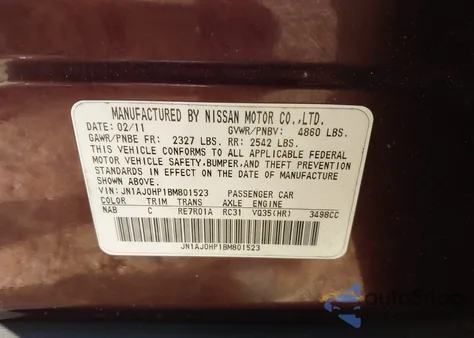 MANUFACTURED BY NISSAN MOTOR CO.,LTD.
DATE: 02/11 GVWR/PNBV: 4860 LBS.
GAWR/PNBE FR: 2327 LBS. RR: 2542 LBS.
THIS VEHICLE CONFORMS TO ALL APPLICABLE FEDERAL
MOTOR VEHICLE SAFETY, BUMPER, AND THEFT PREVENTION
STANDARDS IN EFFECT ON THE DATE OF MANUFACTURE
SHOWN ABOVE.
VEHICLE: JN1AJ0HP1BM801523 PASSENGER CAR
COLOR TRIM TRANS AXLE ENGINE
NAB C RE7R01A RC31 VQ35(HR) 3498CC
JN1AJ0HP1BM801523